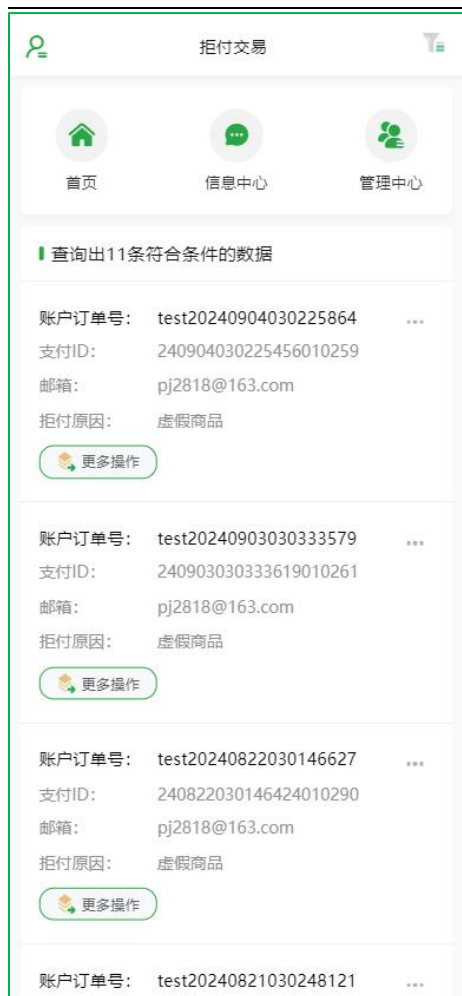 拒付交易
首页 信息中心 管理中心
查询出11条符合条件的数据
账户订单号： test20240904030225864
支付ID： 240904030225456010259
邮箱： pj2818@163.com
拒付原因： 虚假商品
更多操作
账户订单号： test20240903030333579
支付ID： 240903030333619010261
邮箱： pj2818@163.com
拒付原因： 虚假商品
更多操作
账户订单号： test20240822030146627
支付ID： 240822030146424010290
邮箱： pj2818@163.com
拒付原因： 虚假商品
更多操作
账户订单号： test20240821030248121